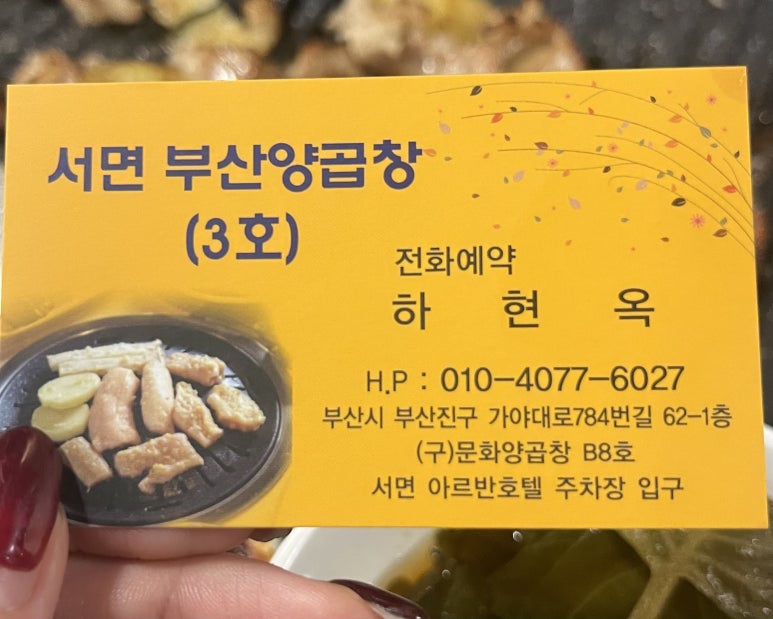 서면 부산양곱창
(3호)
전화예약
하 현 옥
H.P : 010-4077-6027
부산시 부산진구 가야대로784번길 62-1층
(구)문화양곱창 B8호
서면 아르반호텔 주차장 입구